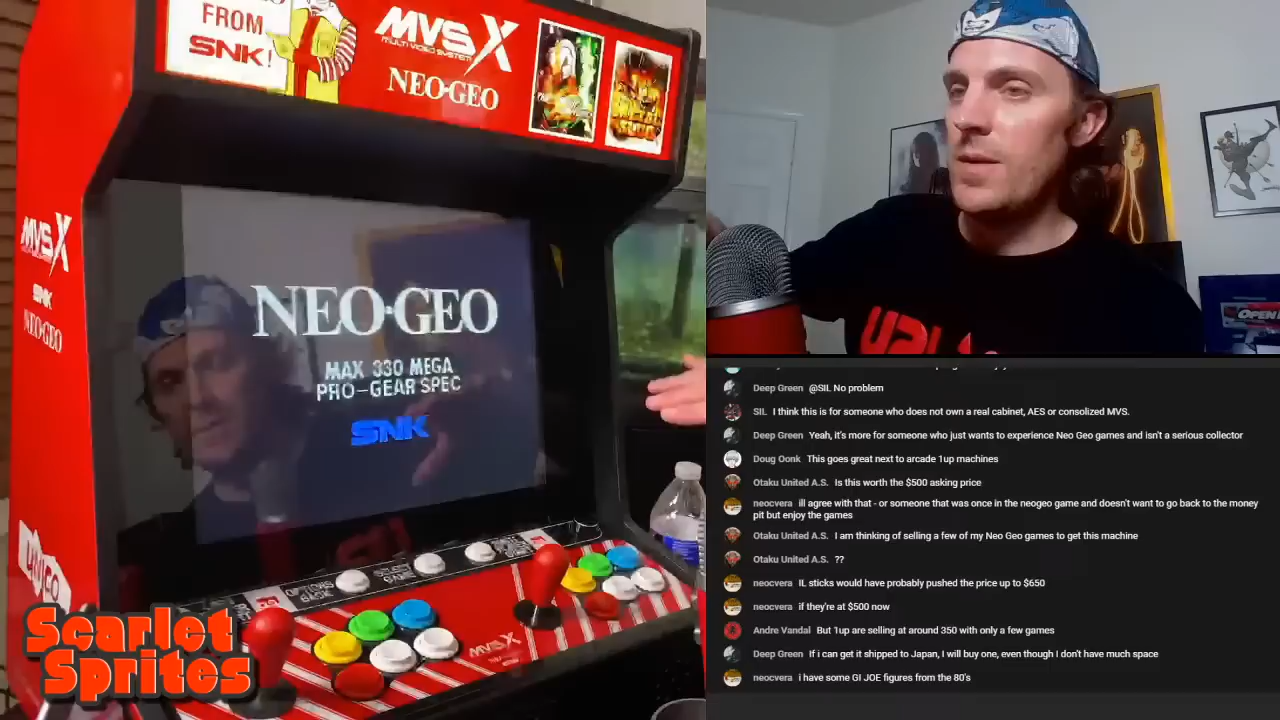 FROM
SNK!
MVSX
MULTI VIDEO SYSTEM
NEO·GEO
MVSX
SNK
NEO·GEO
NEO·GEO
MAX 330 MEGA
PRO-GEAR SPEC
SNK
OPTIONS
BACK
SELECT
GAME
MVSX
Scarlet
Sprites
OPEN
Deep Green @SIL No problem
SIL I think this is for someone who does not own a real cabinet, AES or consolized MVS.
Deep Green Yeah, it's more for someone who just wants to experience Neo Geo games and isn't a serious collector
Doug Oonk This goes great next to arcade 1up machines
Otaku United A.S. Is this worth the $500 asking price
neocvera ill agree with that - or someone that was once in the neogeo game and doesn't want to go back to the money
pit but enjoy the games
Otaku United A.S. I am thinking of selling a few of my Neo Geo games to get this machine
Otaku United A.S. ??
neocvera IL sticks would have probably pushed the price up to $650
neocvera if they're at $500 now
Andre Vandal But 1up are selling at around 350 with only a few games
Deep Green If i can get it shipped to Japan, I will buy one, even though I don't have much space
neocvera i have some GI JOE figures from the 80's